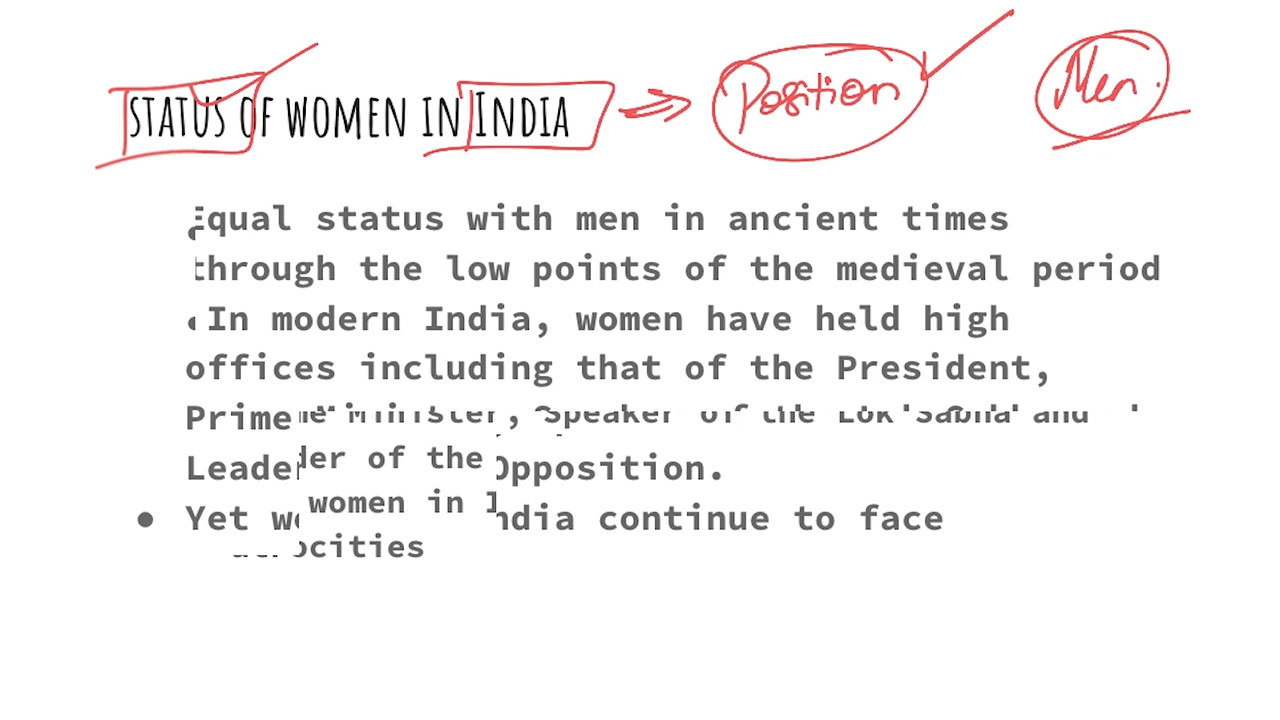 STATUS OF WOMEN IN INDIA Position Men.
Equal status with men in ancient times
through the low points of the medieval period
In modern India, women have held high
offices including that of the President,
Prime Minister, Speaker of the Lok Sabha and
Leader of the Opposition.
● Yet women in India continue to face
atrocities